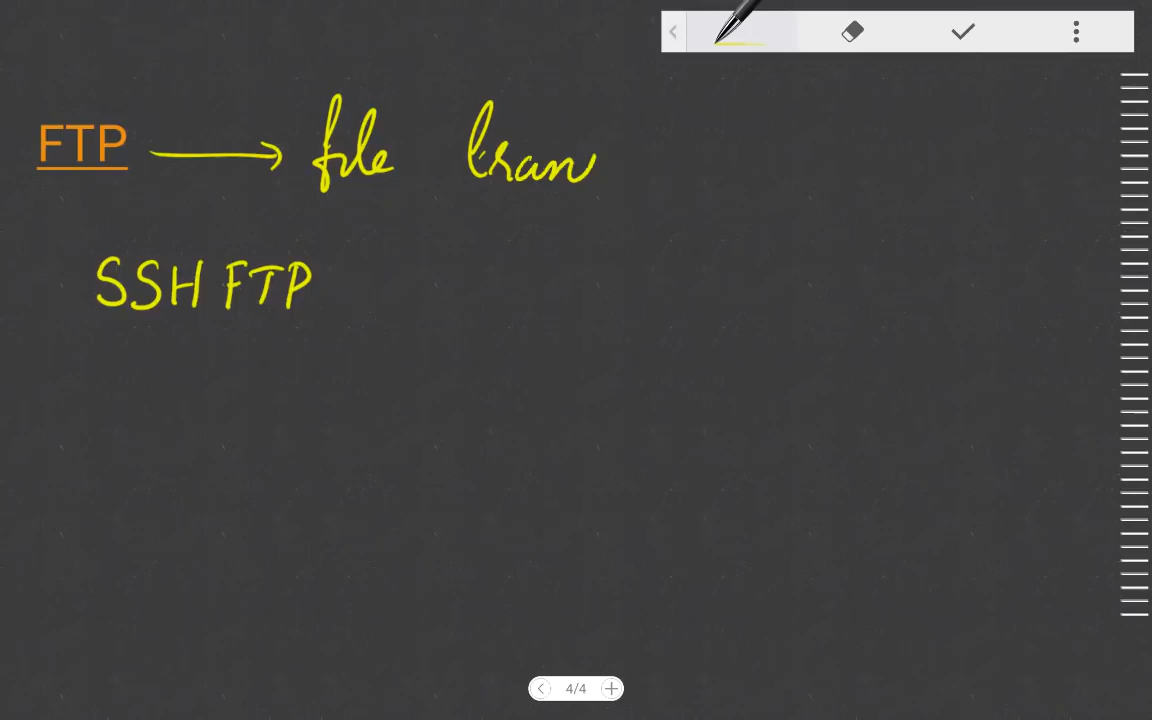 FTP → file tran
SSH FTP
4/4